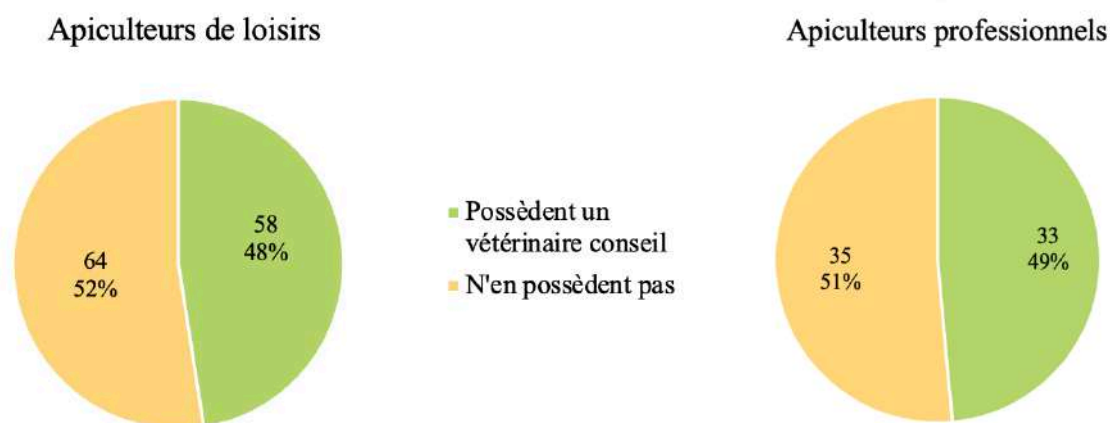 Apiculteurs de loisirs
Apiculteurs professionnels
58
48%
64
52%
Possèdent un
vétérinaire conseil
N'en possèdent pas
33
49%
35
51%